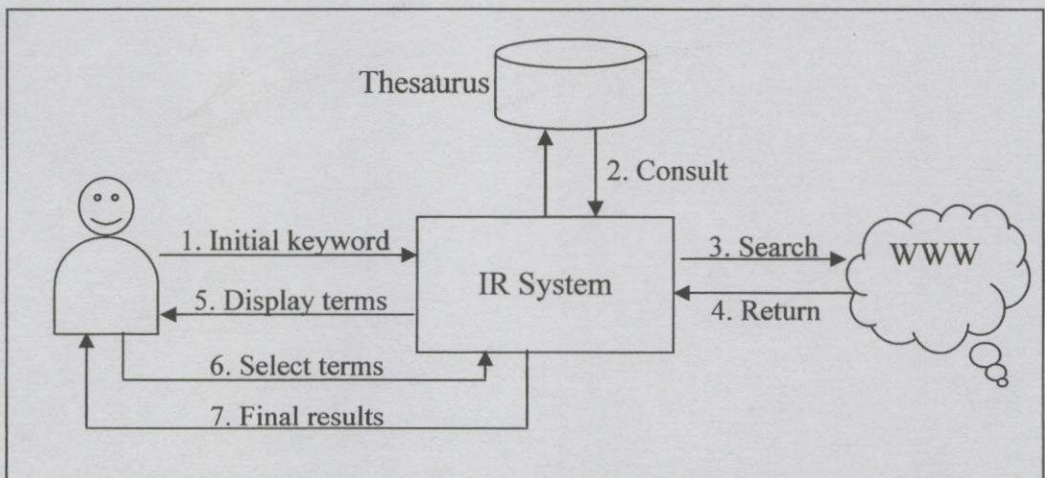 Thesaurus
2. Consult
1. Initial keyword
3. Search
WWW
IR System
5. Display terms
4. Return
6. Select terms
7. Final results